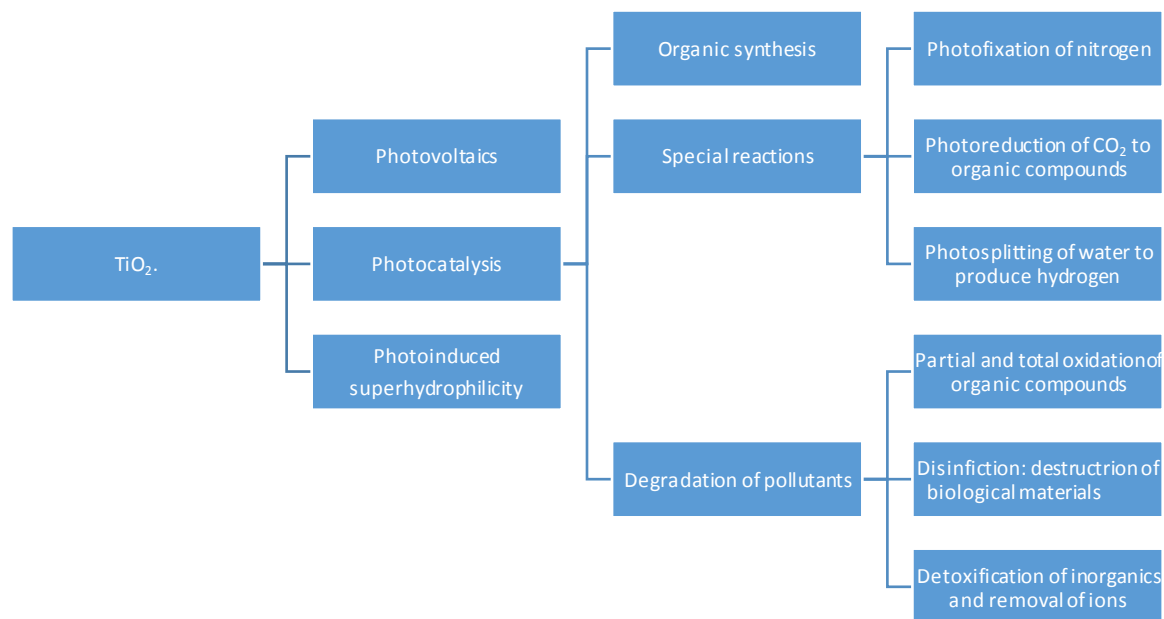 Organic synthesis
Photofixation of nitrogen
Photovoltaics
Special reactions
Photoreduction of CO₂ to
organic compounds
TiO₂.
Photocatalysis
Photosplitting of water to
produce hydrogen
Photoinduced
superhydrophilicity
Partial and total oxidationof
organic compounds
Degradation of pollutants
Disinfiction: destructrion of
biological materials
Detoxification of inorganics
and removal of ions